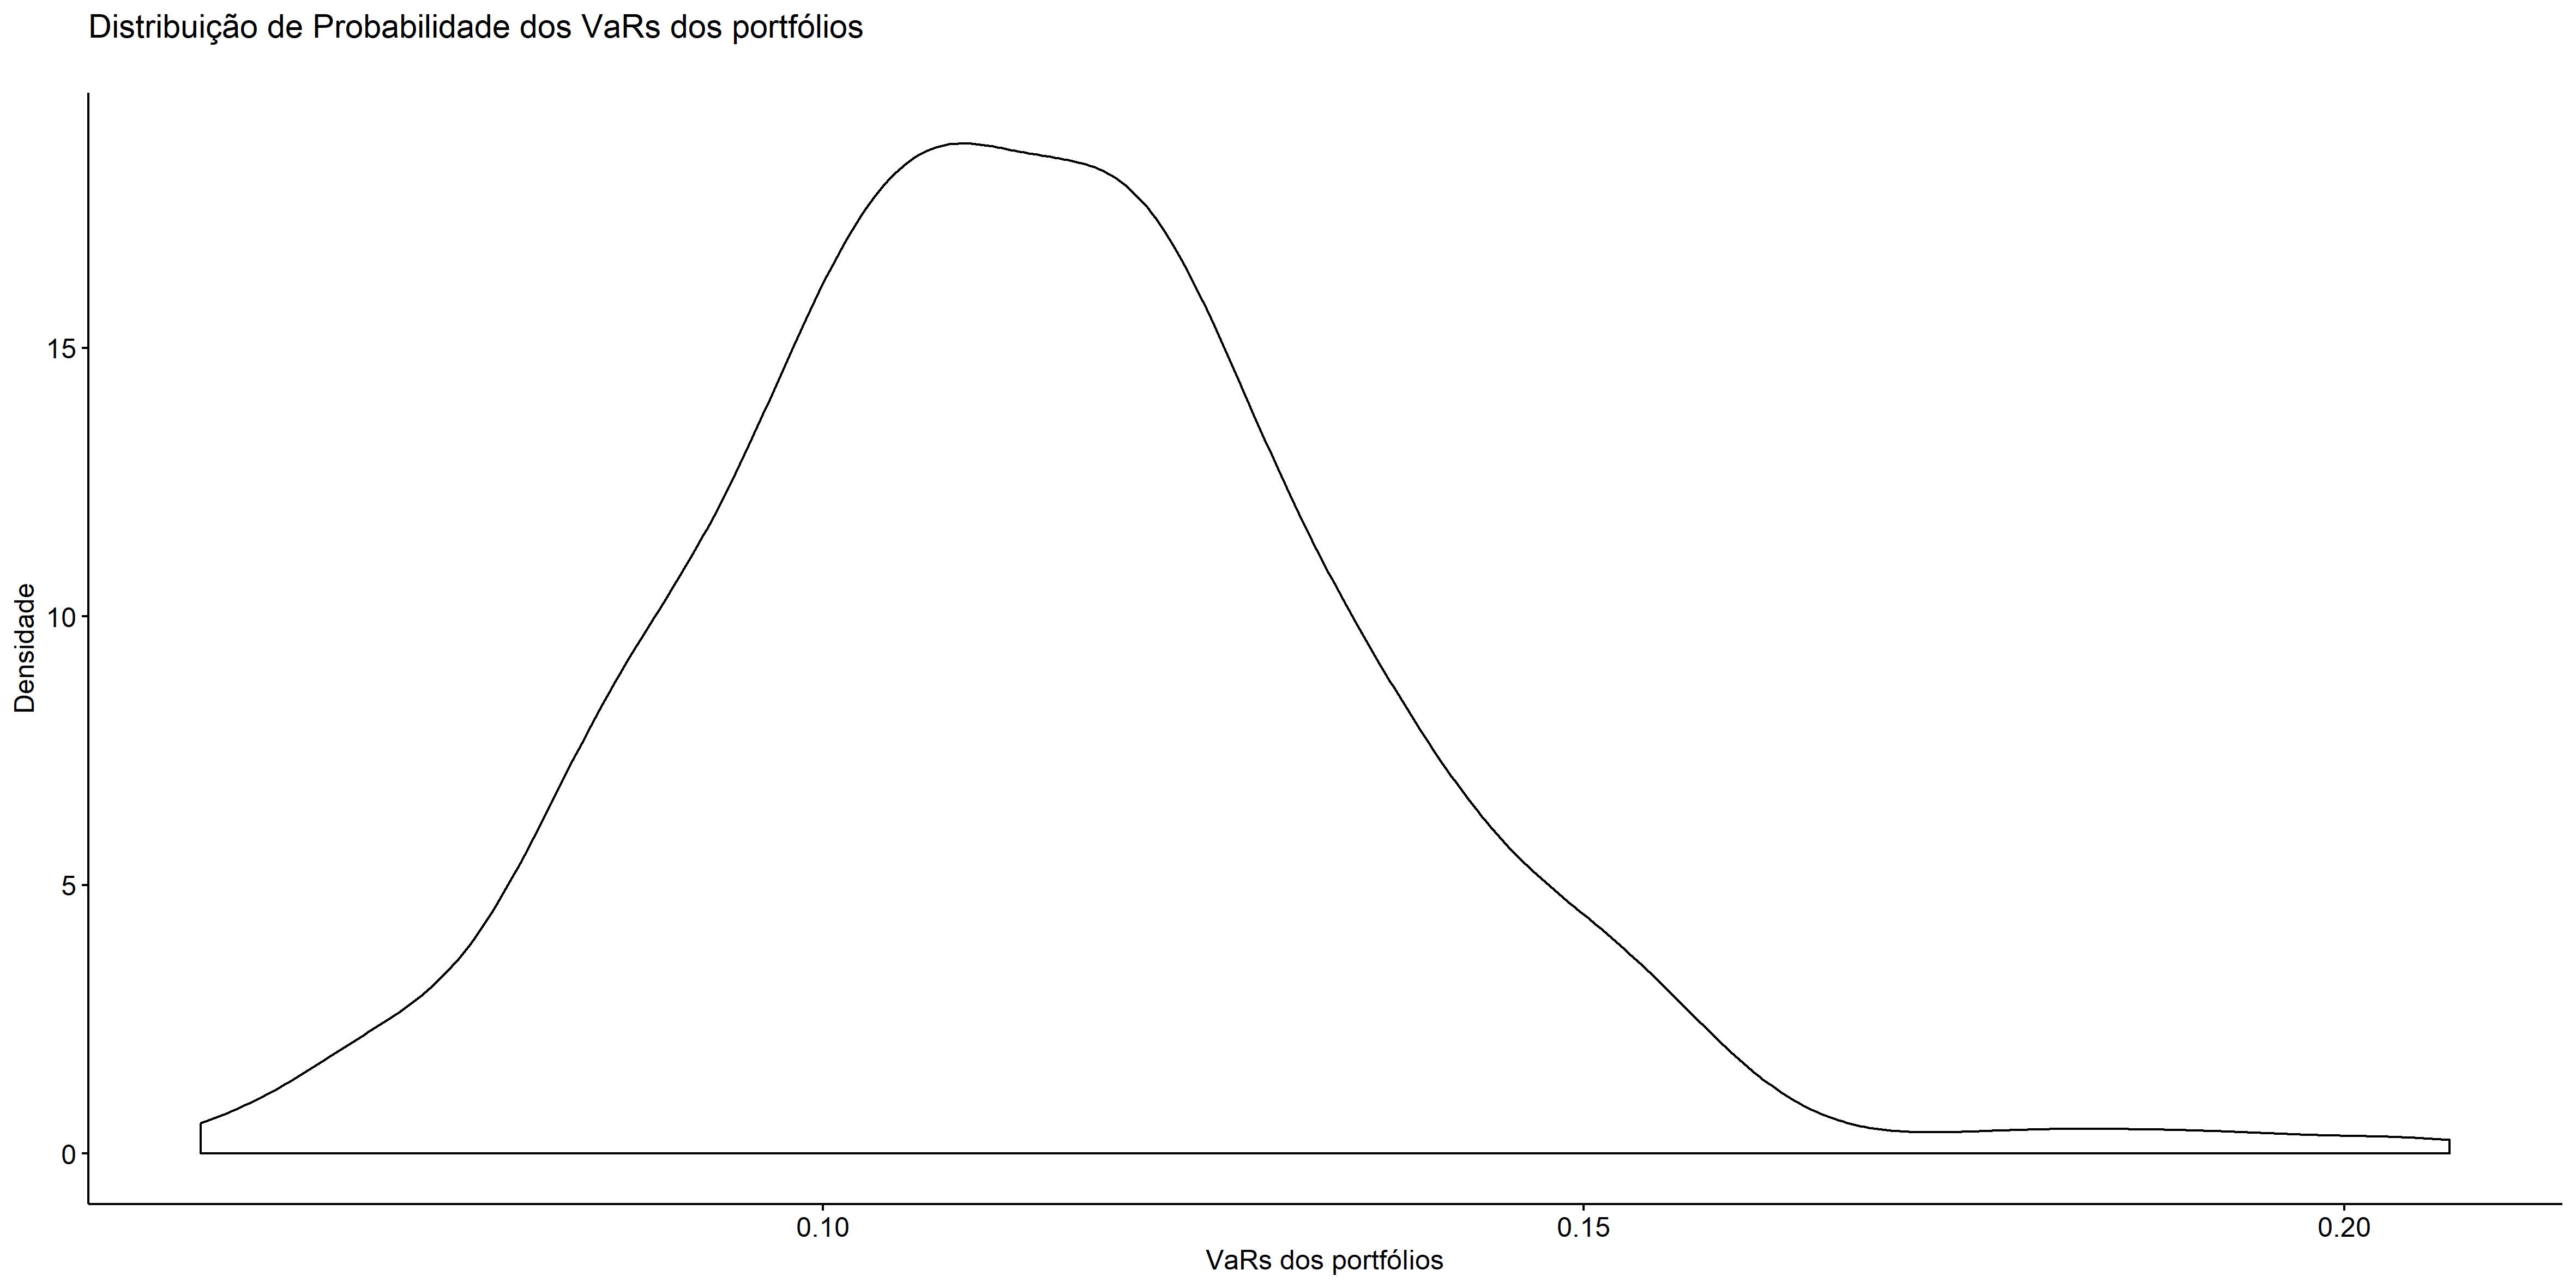 Distribuição de Probabilidade dos VaRs dos portfólios
Densidade
15
10
5
0
0.10
0.15
0.20
VaRs dos portfólios